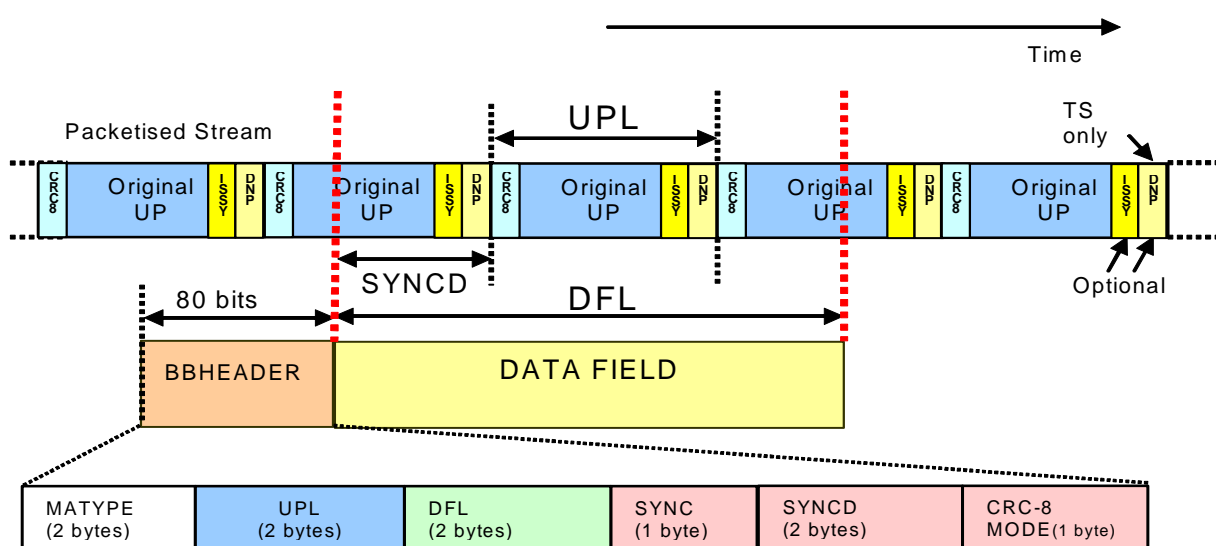 Time
UPL
TS
only
Packetised Stream
CRC8
Original
UP
ISSY
DNP
CRC8
Original
UP
ISSY
DNP
CRC8
Original
UP
ISSY
DNP
CRC8
Original
UP
ISSY
DNP
CRC8
Original
UP
ISSY
DNP
SYNCD
Optional
80 bits
DFL
BBHEADER
DATA FIELD
MATYPE
(2 bytes)
UPL
(2 bytes)
DFL
(2 bytes)
SYNC
(1 byte)
SYNCD
(2 bytes)
CRC-8
MODE(1 byte)